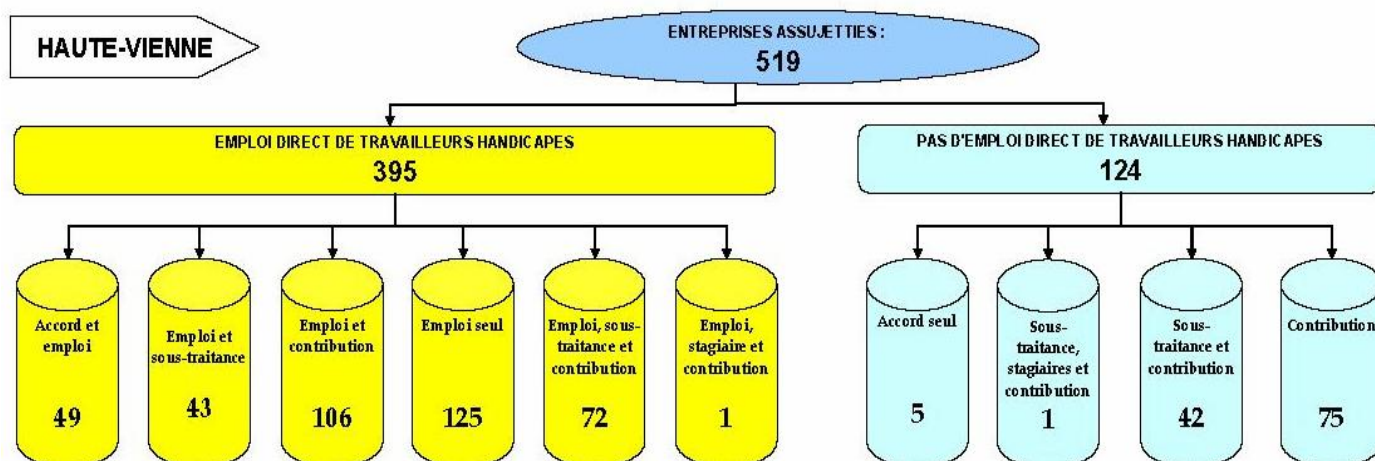 HAUTE-VIENNE
ENTREPRISES ASSUJETTIES :
519
EMPLOI DIRECT DE TRAVAILLEURS HANDICAPES
395
PAS D'EMPLOI DIRECT DE TRAVAILLEURS HANDICAPES
124
Accord et
emploi
49
Emploi et
sous-traitance
43
Emploi et
contribution
106
Emploi seul
125
Emploi, sous-
traitance et
contribution
72
Emploi,
stagiaire et
contribution
1
Accord seul
5
Sous-
traitance,
stagiaires et
contribution
1
Sous-
traitance et
contribution
42
Contribution
75